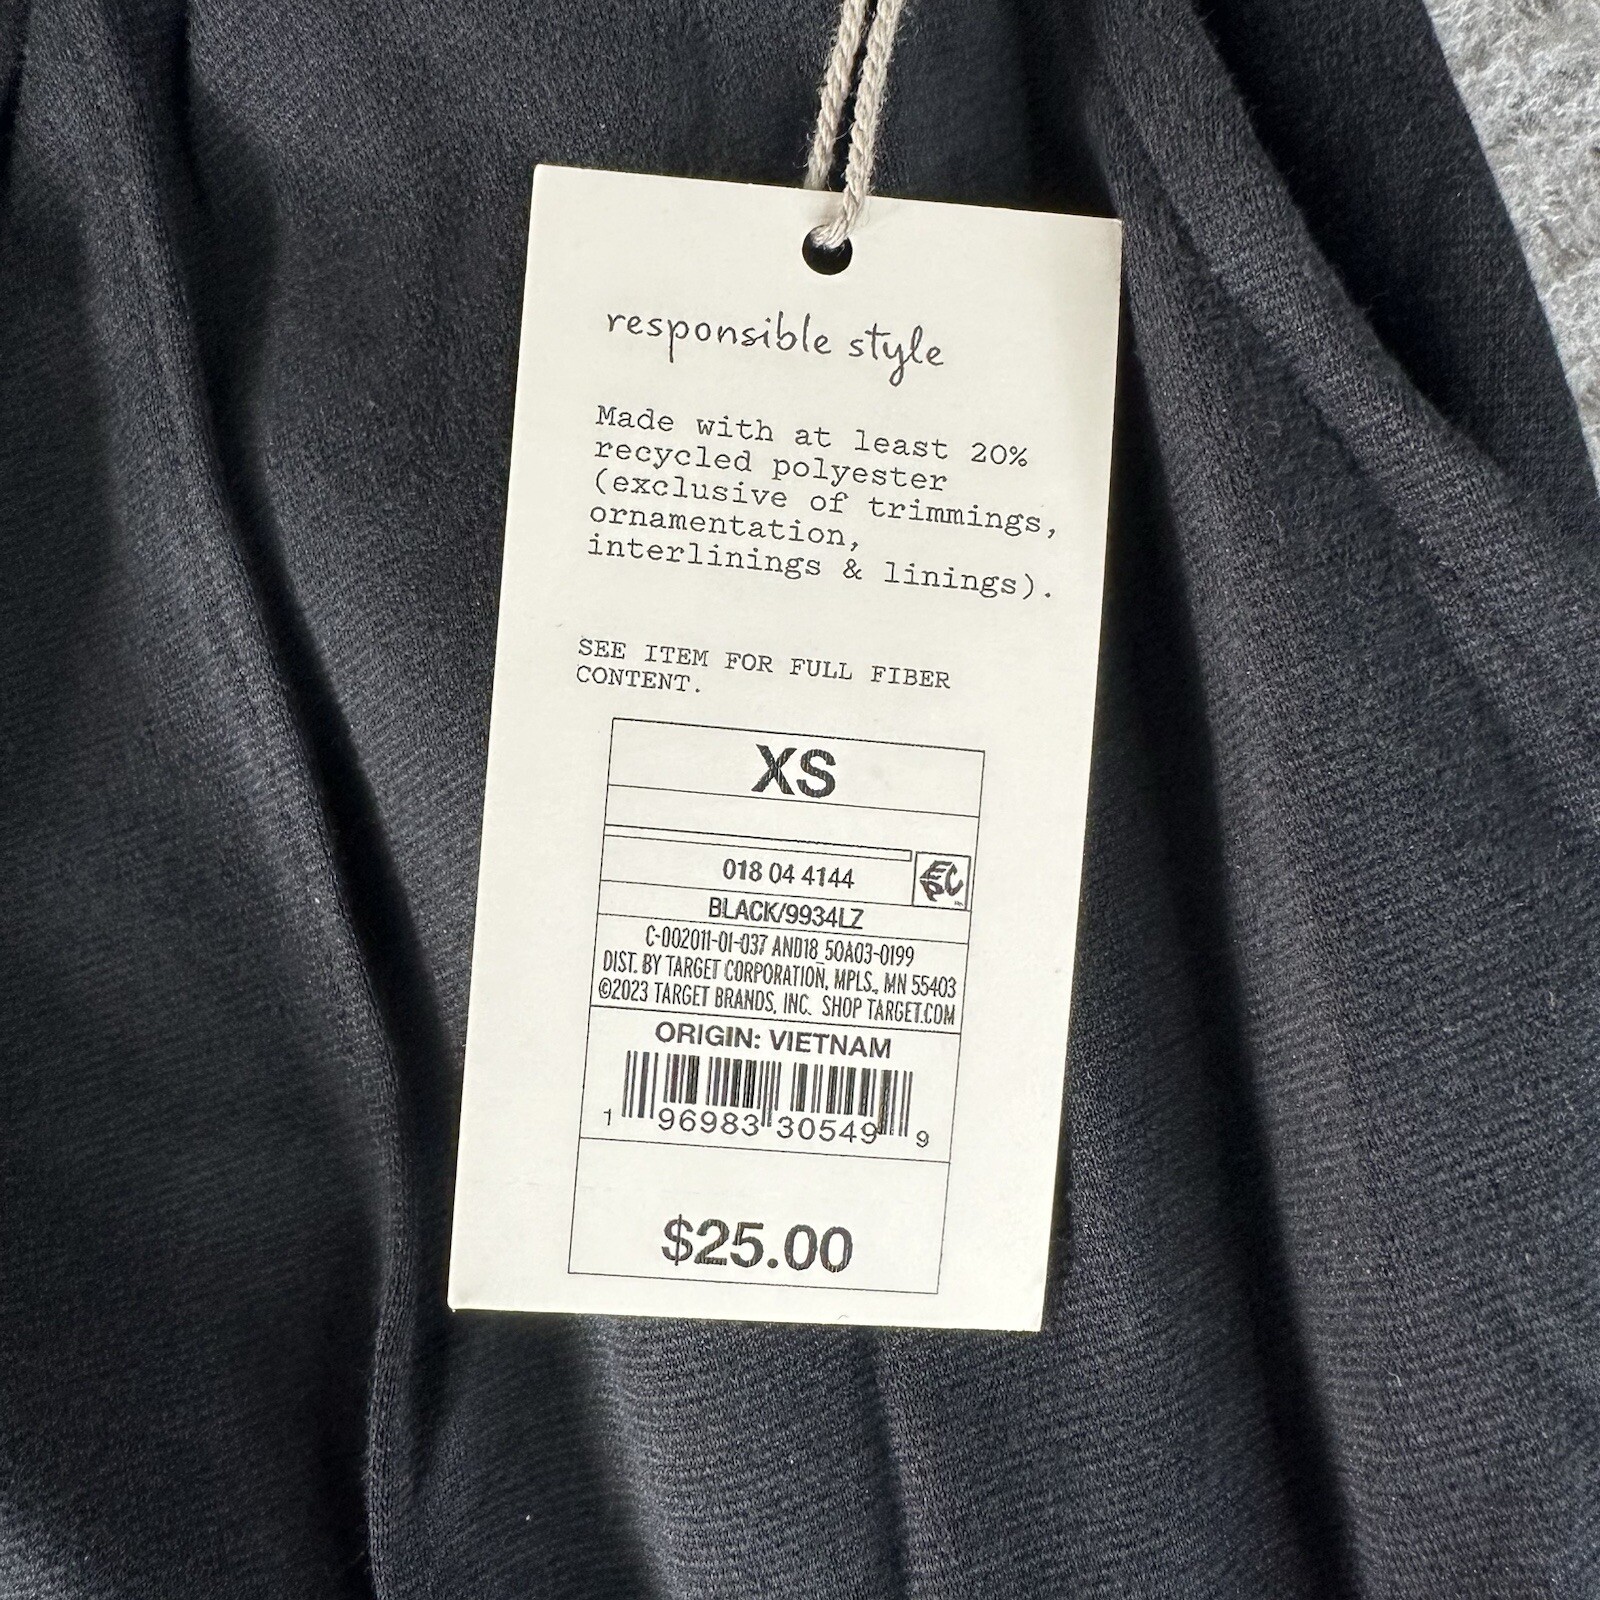 responsible style
Made with at least 20%
recycled polyester
(exclusive of trimmings,
ornamentation,
interlinings & linings).
SEE ITEM FOR FULL FIBER
CONTENT.
XS
018 04 4144
EPC
BLACK/9934LZ
C-002011-01-037 AND18_50A03-0199
DIST. BY TARGET CORPORATION, MPLS., MN 55403
©2023 TARGET BRANDS, INC. SHOP TARGET.COM
ORIGIN: VIETNAM
1 96983 30549 9
$25.00